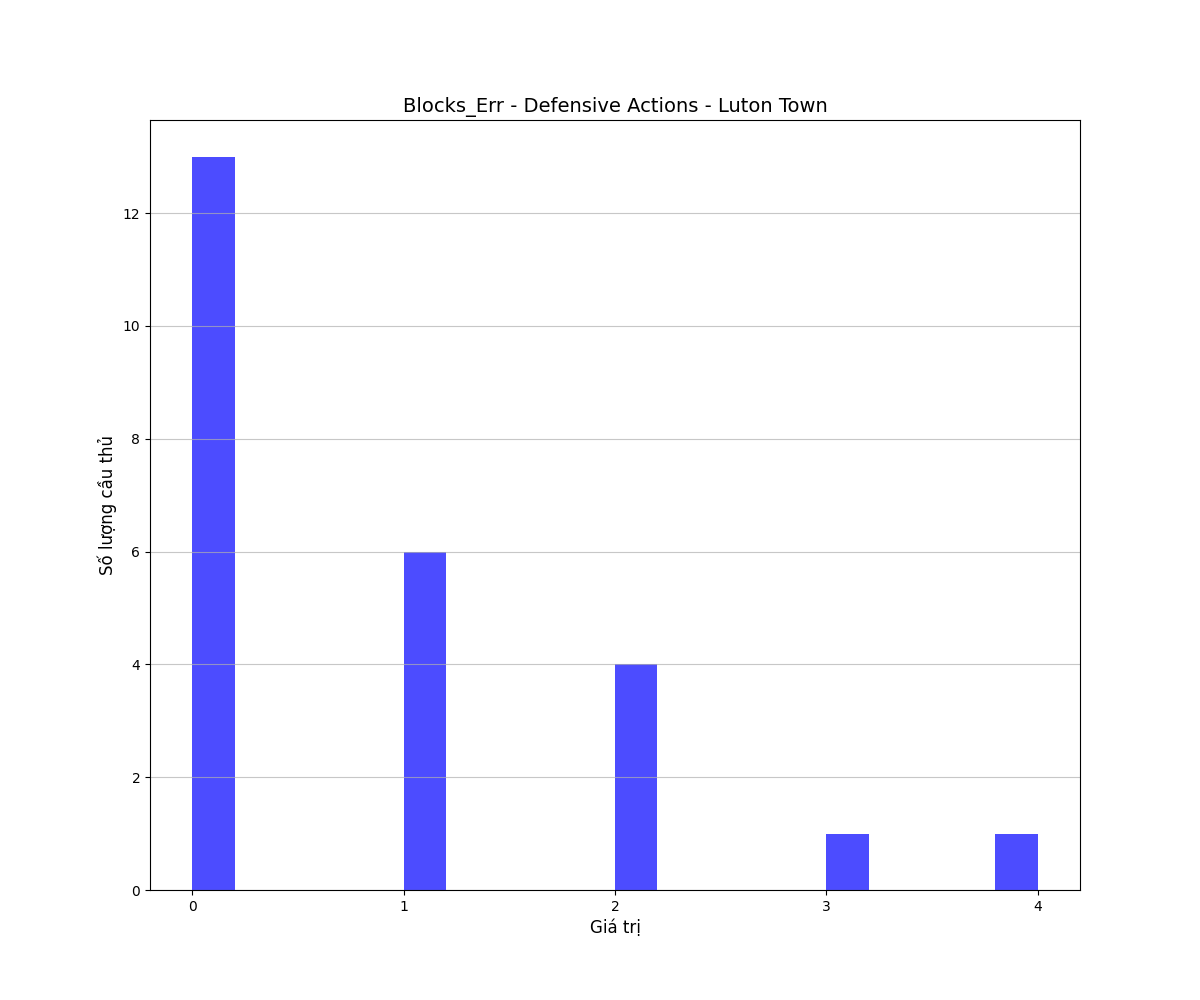 Blocks_Err - Defensive Actions - Luton Town
Số lượng cầu thủ
12
10
8
6
4
2
0
0 1 2 3 4
Giá trị